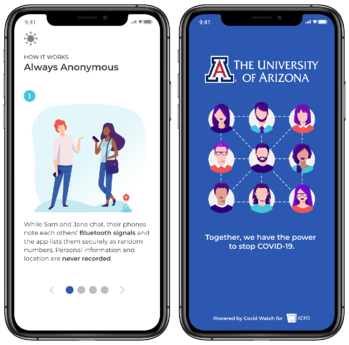 9:41
HOW IT WORKS
Always Anonymous
1
While Sam and Jane chat, their phones
note each others' Bluetooth signals and
the app lists them securely as random
numbers. Personal information and
location are never recorded.
9:41
A
THE UNIVERSITY
OF ARIZONA
Together, we have the power
to stop COVID-19.
Powered by Covid Watch for ADHS